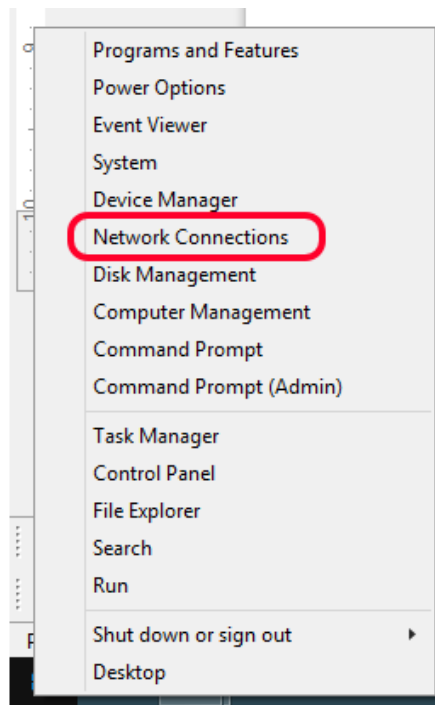 Programs and Features
Power Options
Event Viewer
System
Device Manager
Network Connections
Disk Management
Computer Management
Command Prompt
Command Prompt (Admin)
Task Manager
Control Panel
File Explorer
Search
Run
Shut down or sign out
Desktop